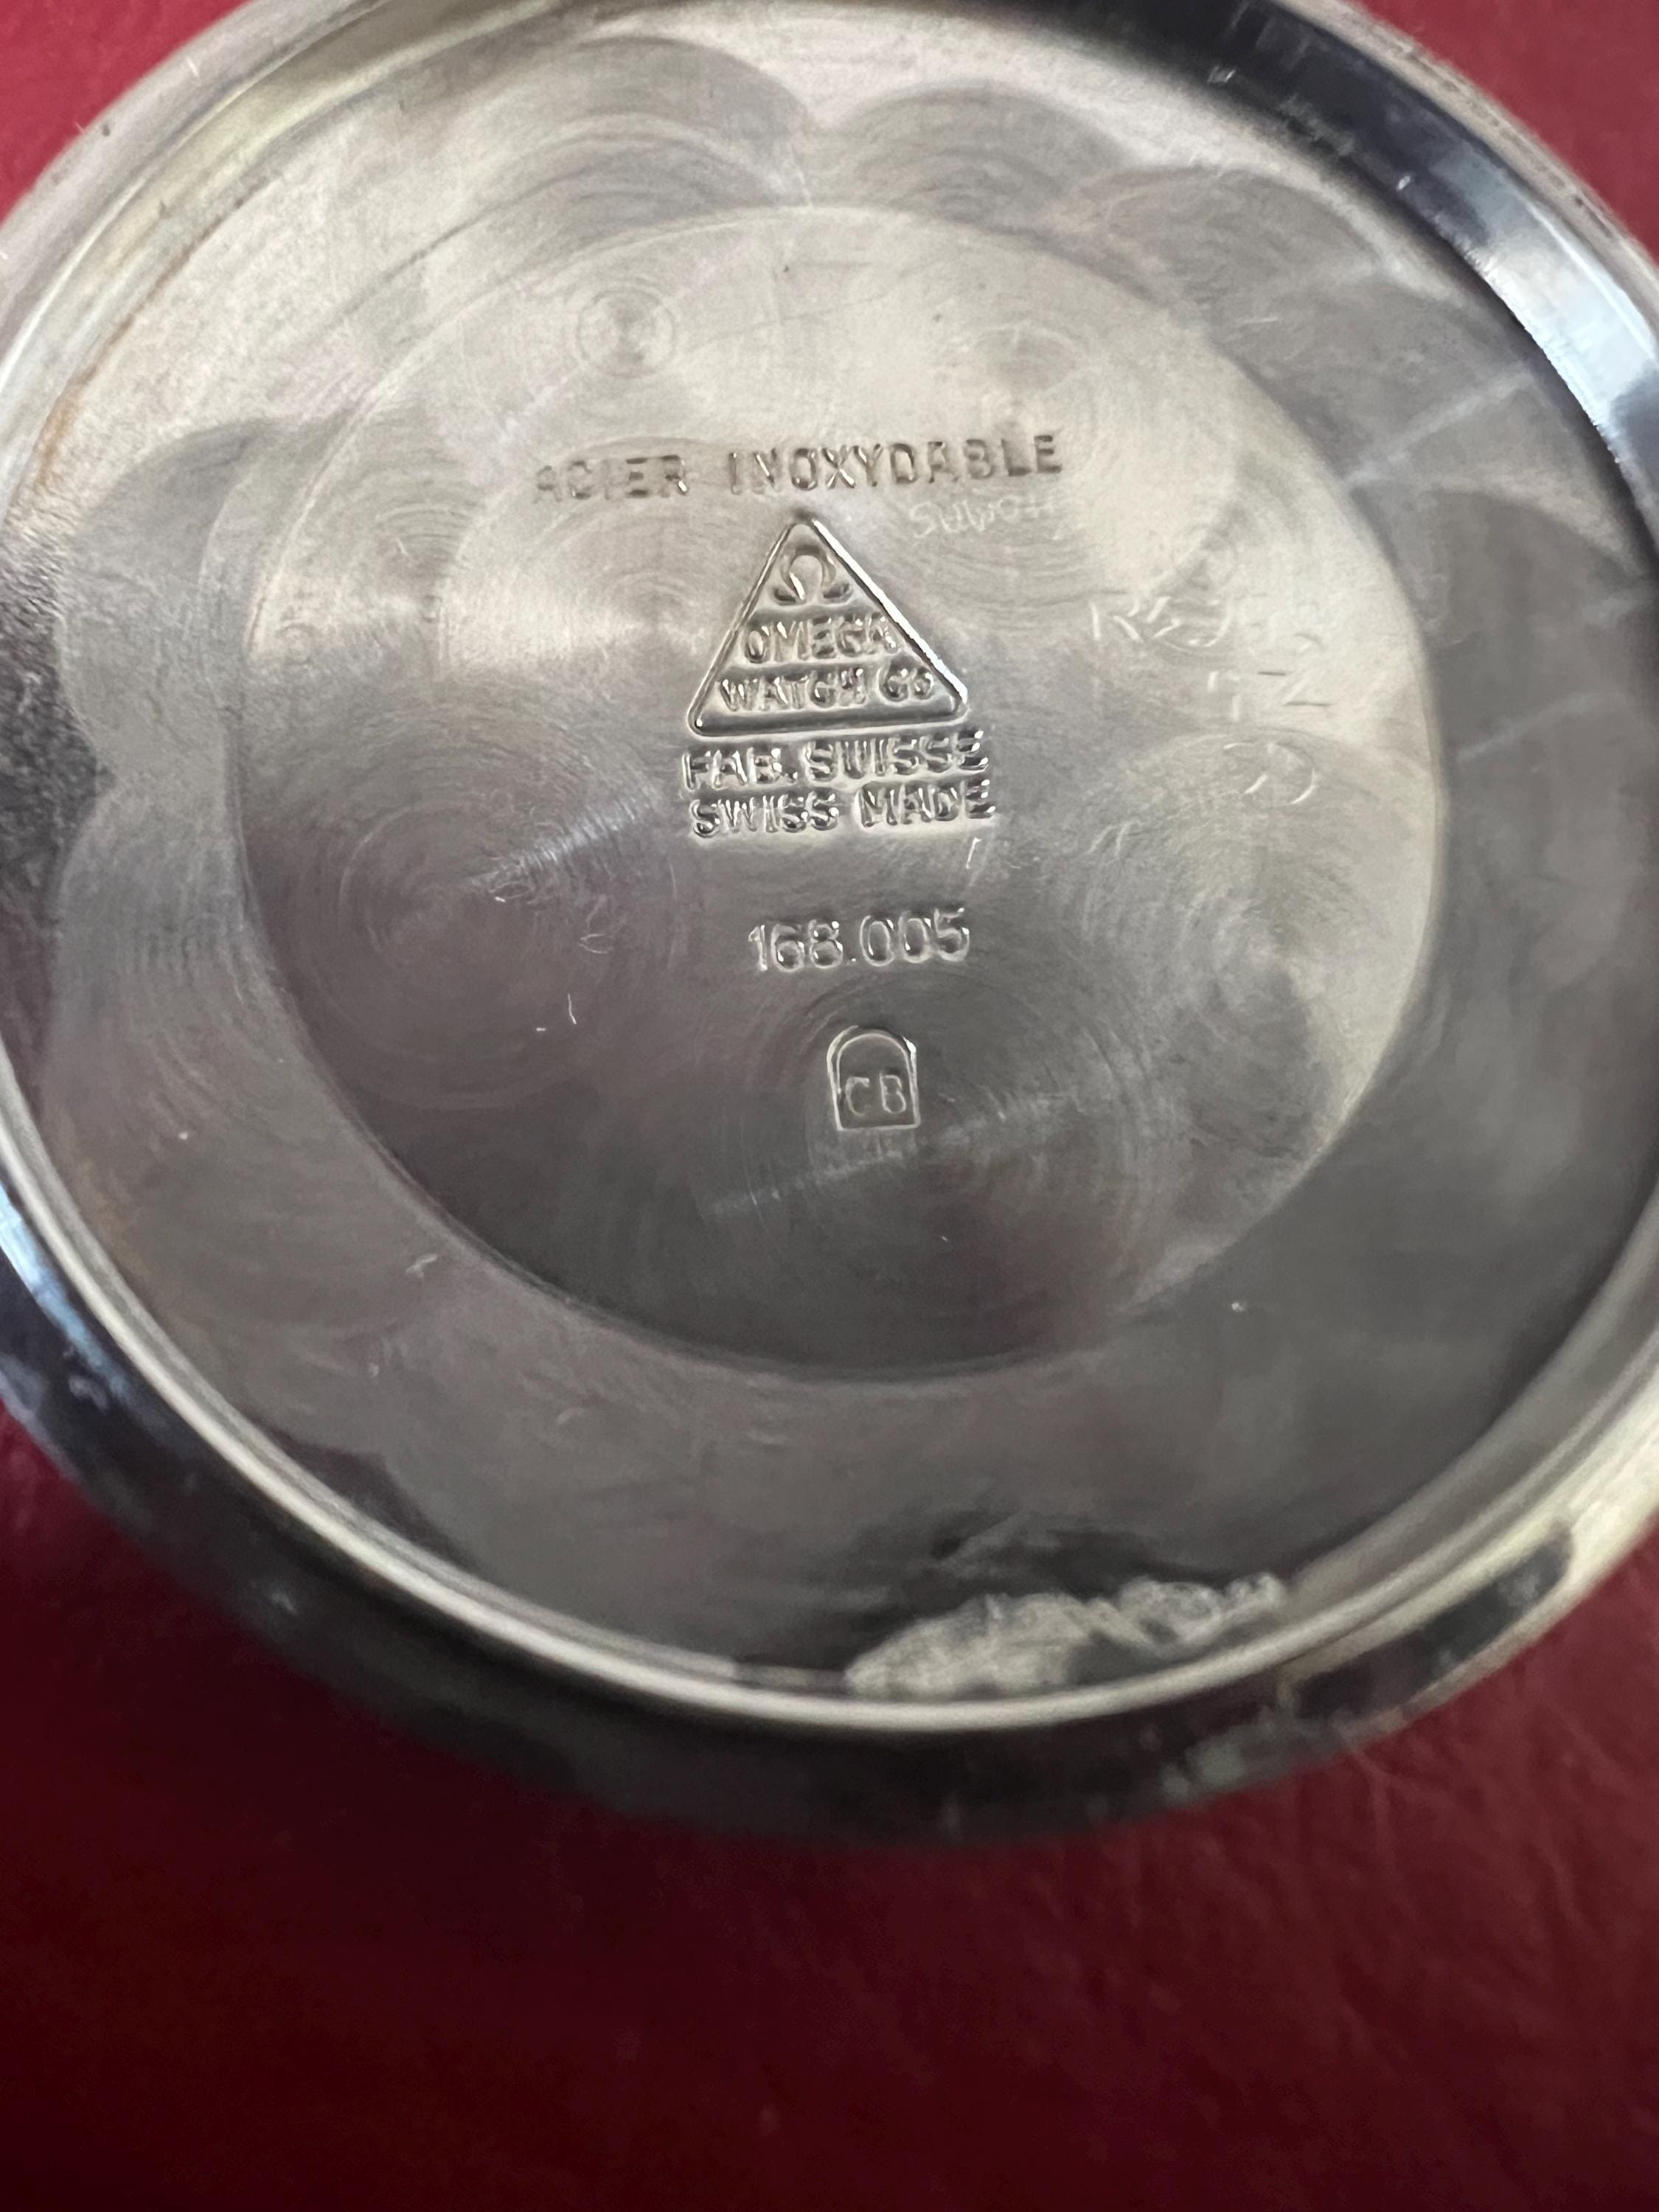 ACIER INOXYDABLE
Ω
OMEGA
WATCH Co
FAB. SUISSE
SWISS MADE
168.005
CB